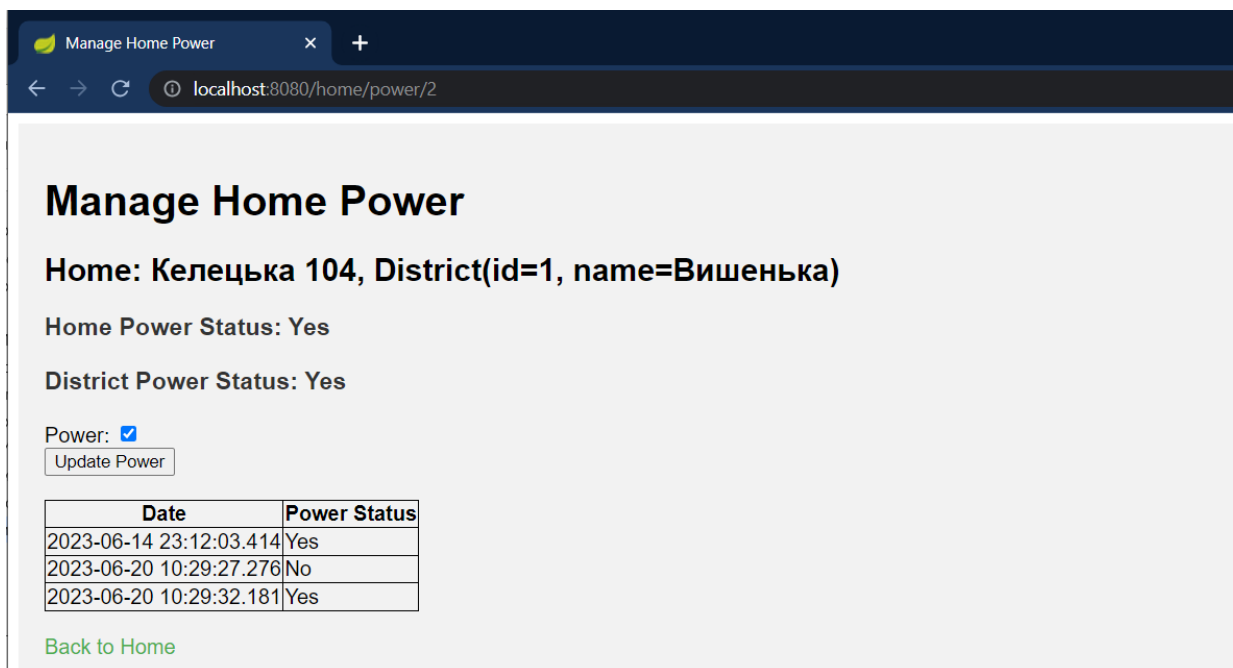 Manage Home Power
localhost:8080/home/power/2
Manage Home Power
Home: Келецька 104, District(id=1, name=Вишенька)
Home Power Status: Yes
District Power Status: Yes
Power:
Update Power
Date Power Status
2023-06-14 23:12:03.414 Yes
2023-06-20 10:29:27.276 No
2023-06-20 10:29:32.181 Yes
Back to Home